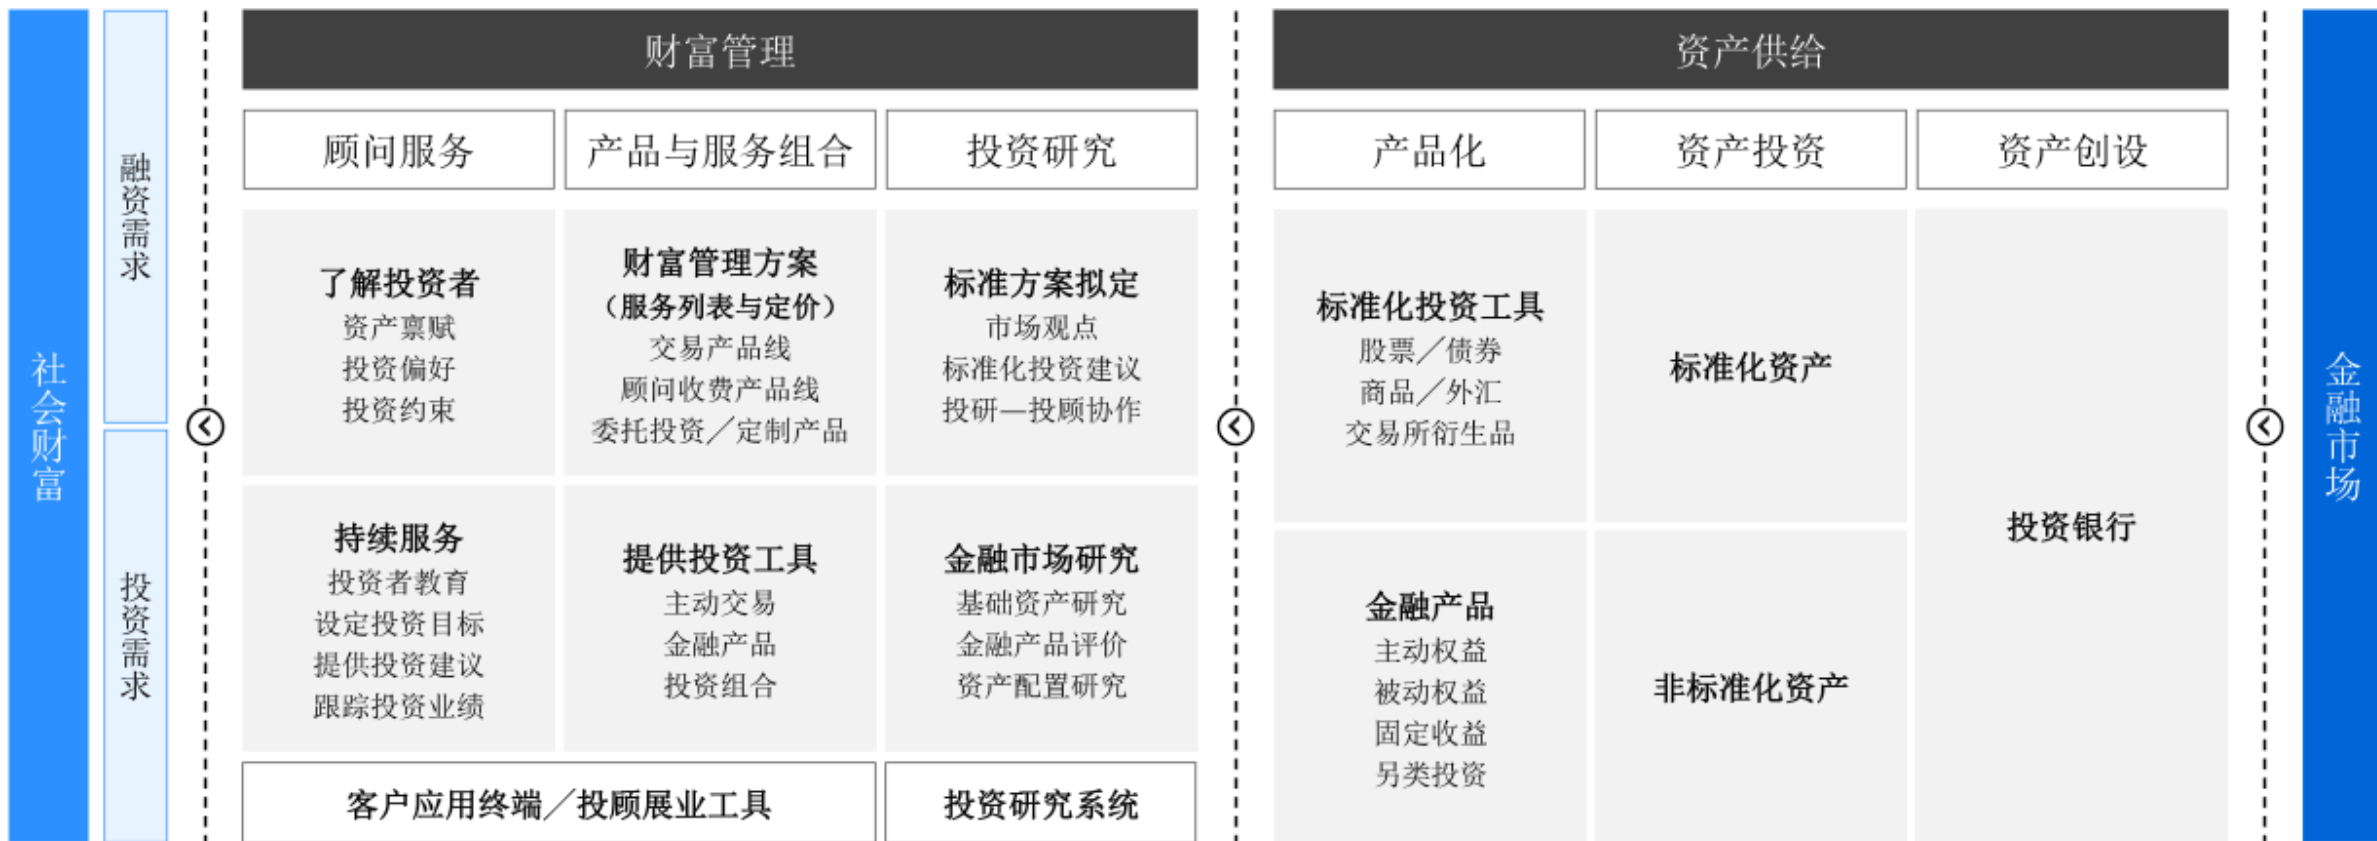 社会财富
融资需求
投资需求
财富管理
顾问服务
产品与服务组合
投资研究
了解投资者
资产禀赋
投资偏好
投资约束
财富管理方案
（服务列表与定价）
交易产品线
顾问收费产品线
委托投资／定制产品
标准方案拟定
市场观点
标准化投资建议
投研—投顾协作
持续服务
投资者教育
设定投资目标
提供投资建议
跟踪投资业绩
提供投资工具
主动交易
金融产品
投资组合
金融市场研究
基础资产研究
金融产品评价
资产配置研究
客户应用终端／投顾展业工具
投资研究系统
资产供给
产品化
资产投资
资产创设
标准化投资工具
股票／债券
商品／外汇
交易所衍生品
标准化资产
投资银行
金融产品
主动权益
被动权益
固定收益
另类投资
非标准化资产
金融市场